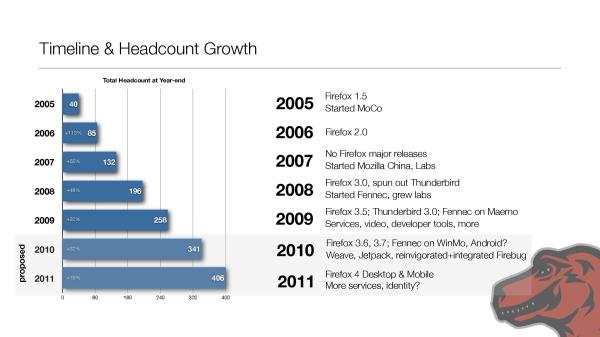 Timeline & Headcount Growth
Total Headcount at Year-end
2005 40
2006 +113% 85
2007 132
2008 196
2009 258
2010 341
2011 406
proposed
0 80 160 240 320 400
2005 Firefox 1.5
Started MoCo
2006 Firefox 2.0
2007 No Firefox major releases
Started Mozilla China, Labs
2008 Firefox 3.0, spun out Thunderbird
Started Fennec, grew labs
2009 Firefox 3.5; Thunderbird 3.0; Fennec on Maemo
Services, video, developer tools, more
2010 Firefox 3.6, 3.7; Fennec on WinMo, Android?
Weave, Jetpack, reinvigorated+integrated Firebug
2011 Firefox 4 Desktop & Mobile
More services, identity?